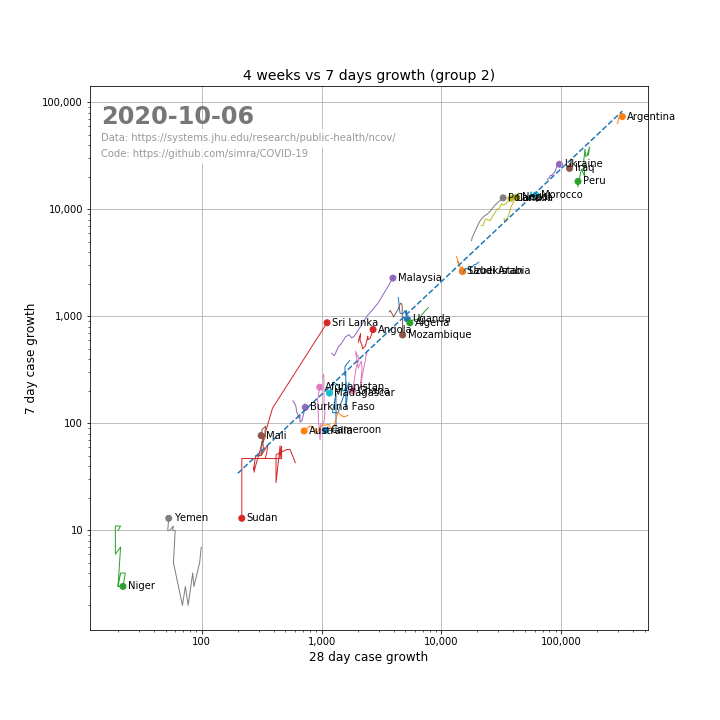 4 weeks vs 7 days growth (group 2)
2020-10-06
Data: https://systems.jhu.edu/research/public-health/ncov/
Code: https://github.com/simra/COVID-19
100,000
10,000
1,000
100
10
7 day case growth
Argentina
Ukraine
Iraq
Peru
Morocco
Saudi Arabia
Malaysia
Sri Lanka
Uganda
Algeria
Angola
Mozambique
Afghanistan
Ghana
Madagascar
Burkina Faso
Australia
Cameroon
Mali
Yemen
Sudan
Niger
100
1,000
10,000
100,000
28 day case growth